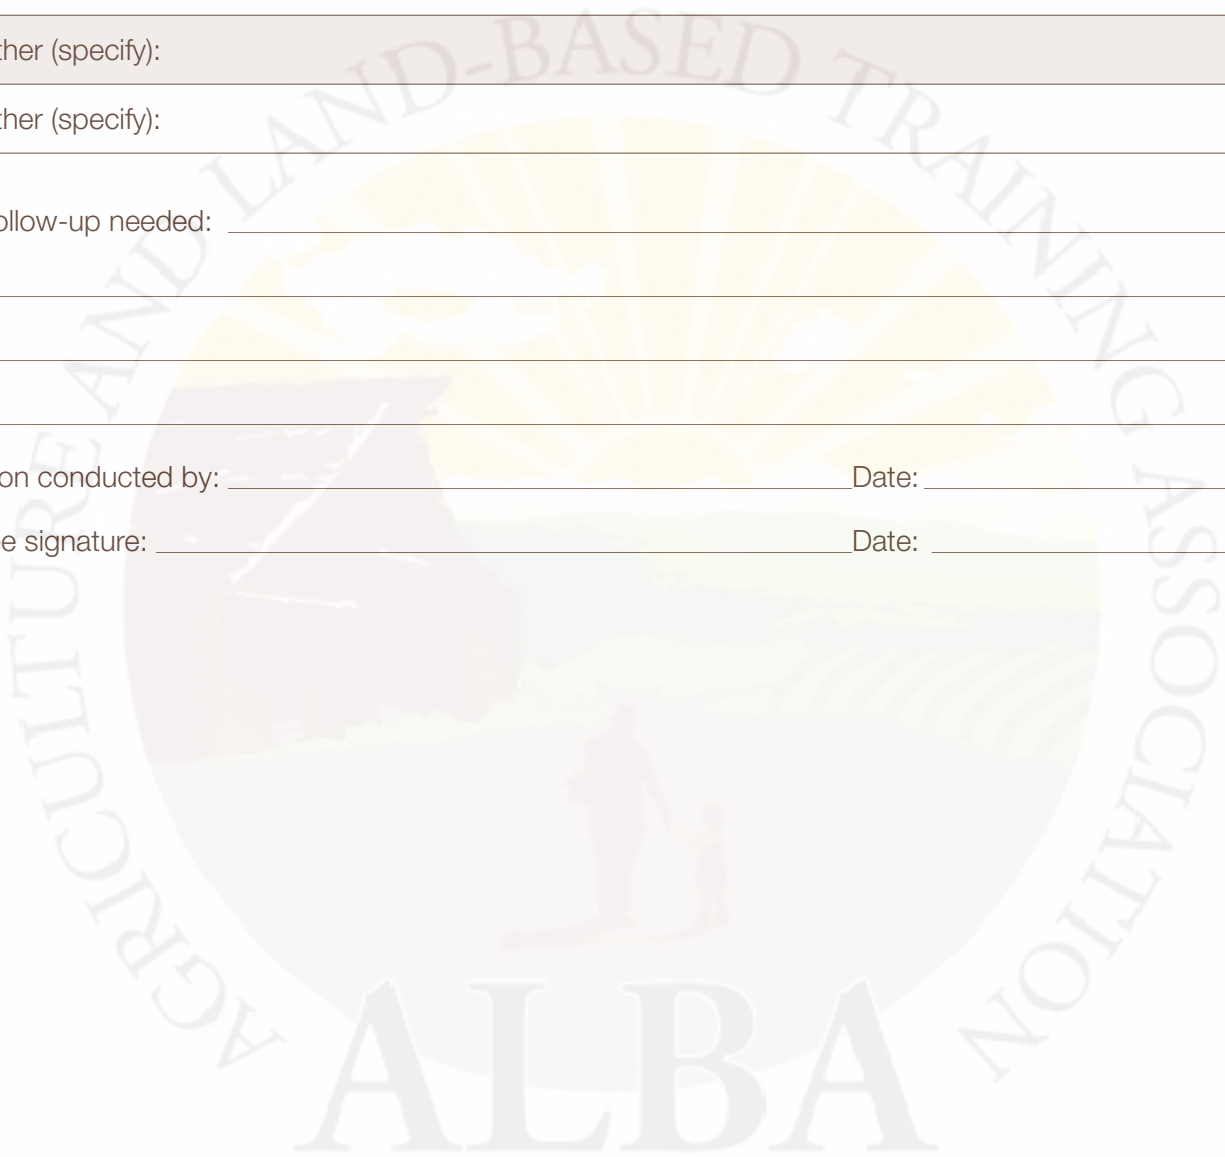 ther (specify):
ther (specify):
ollow-up needed:
on conducted by: Date:
e signature: Date:
AGRICULTURE AND LAND-BASED TRAINING ASSOCIATION
ALBA